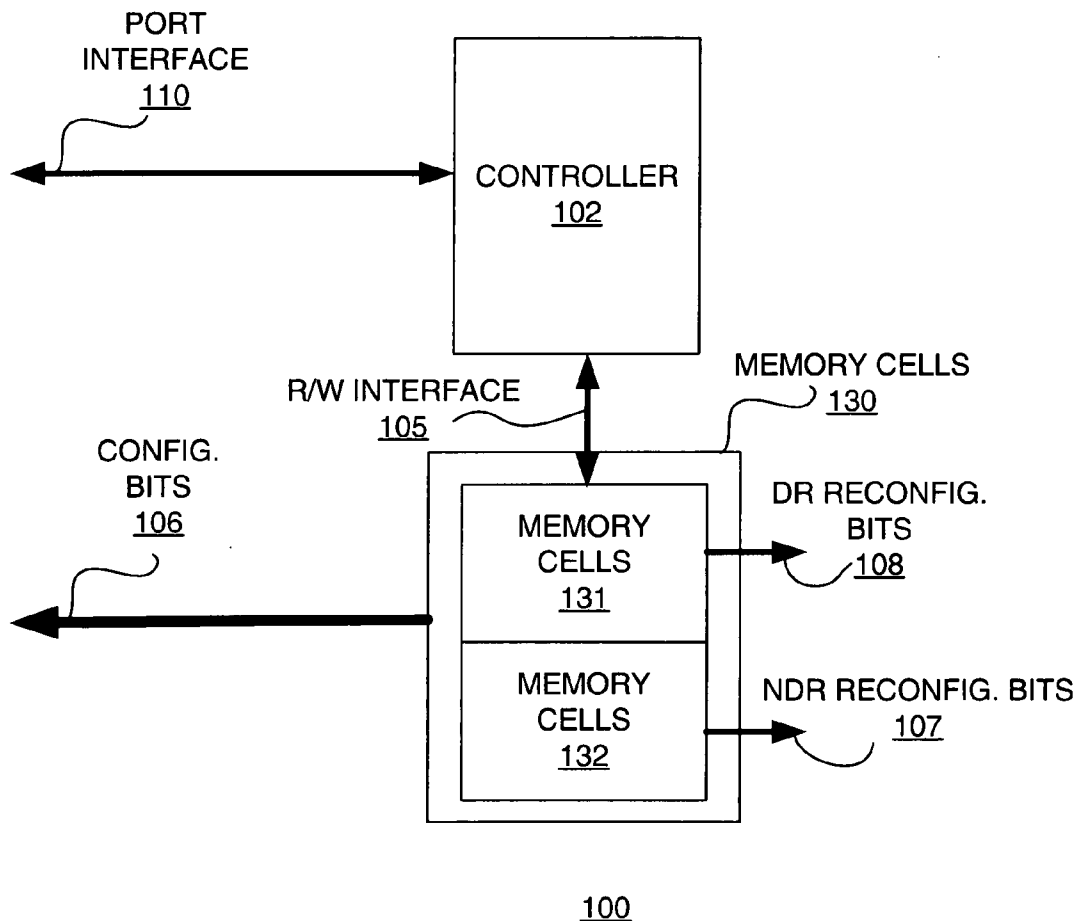 PORT
INTERFACE
110
CONTROLLER
102
R/W INTERFACE
105
MEMORY CELLS
130
CONFIG.
BITS
106
MEMORY
CELLS
131
DR RECONFIG.
BITS
108
MEMORY
CELLS
132
NDR RECONFIG. BITS
107
100